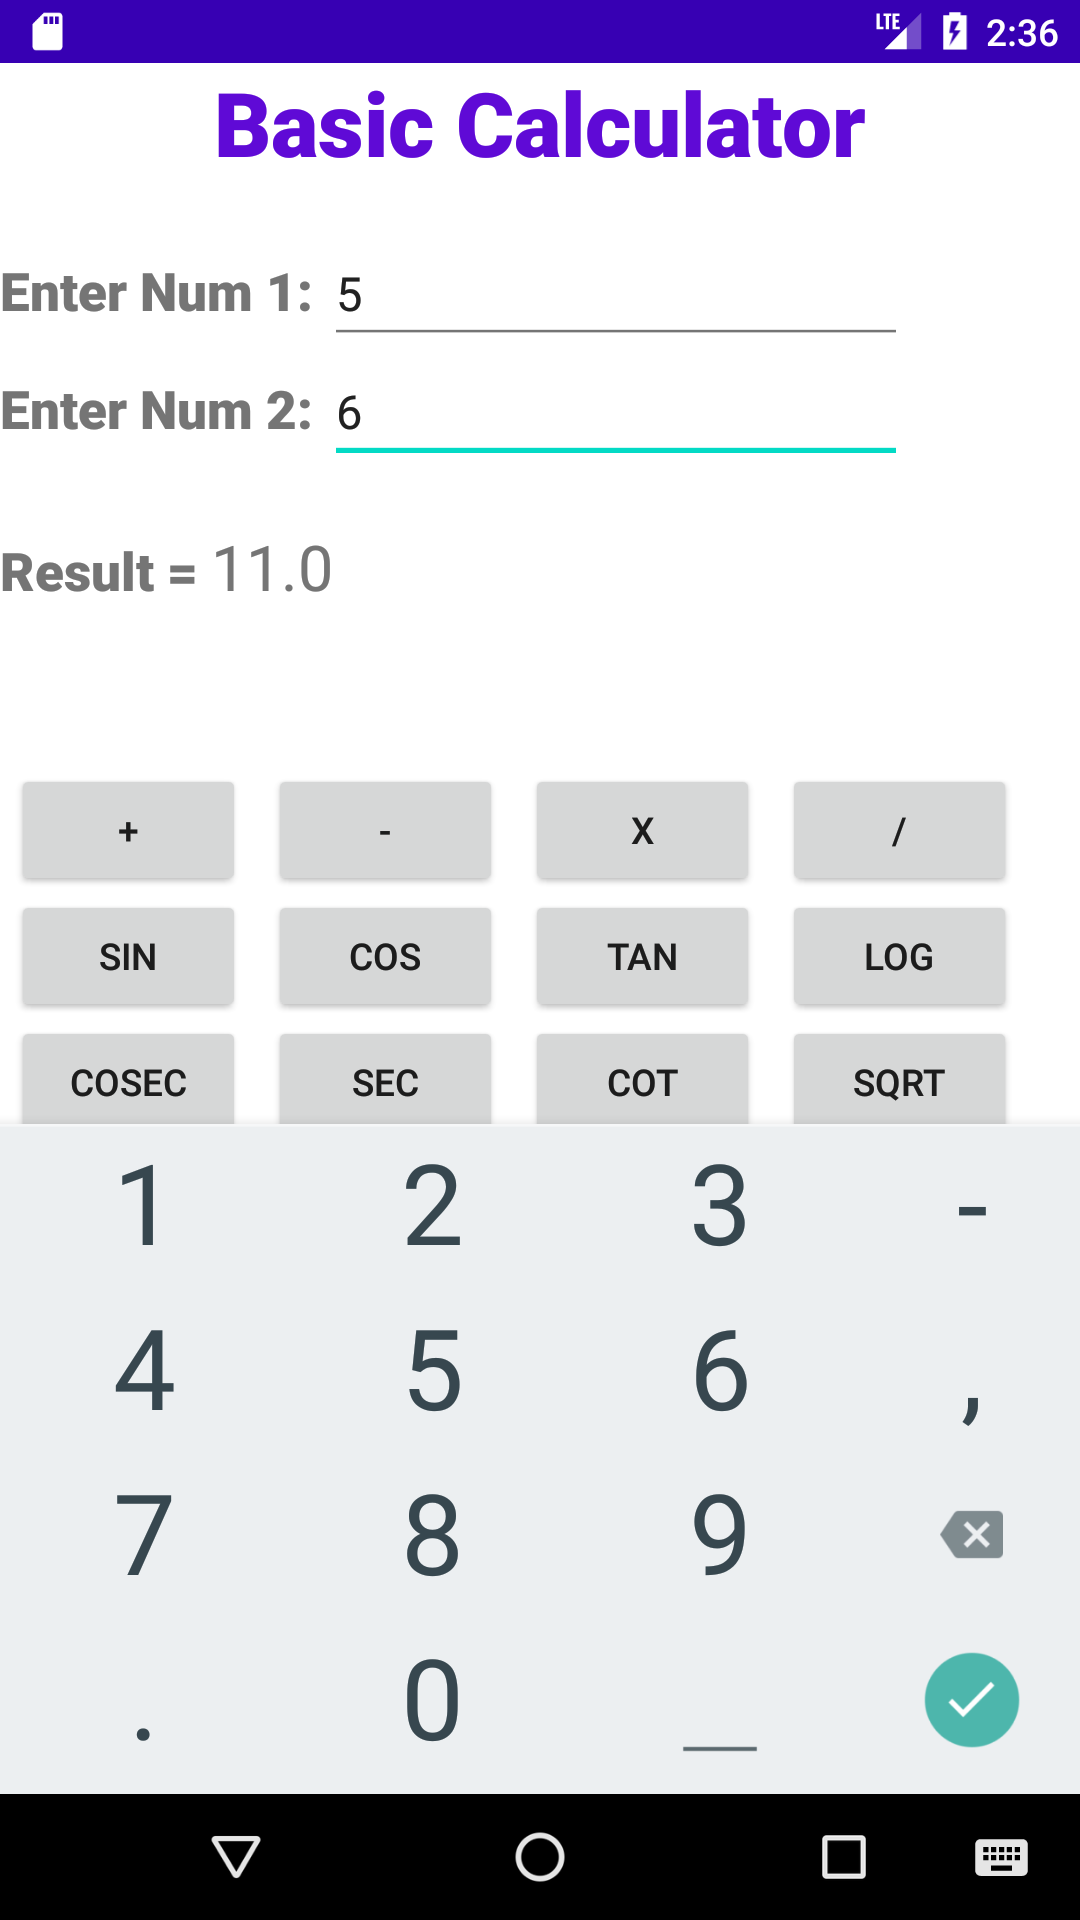 LTE 2:36
Basic Calculator
Enter Num 1: 5
Enter Num 2: 6
Result = 11.0
+ - X /
SIN COS TAN LOG
COSEC SEC COT SQRT
1 2 3 -
4 5 6 ,
7 8 9
. 0 _